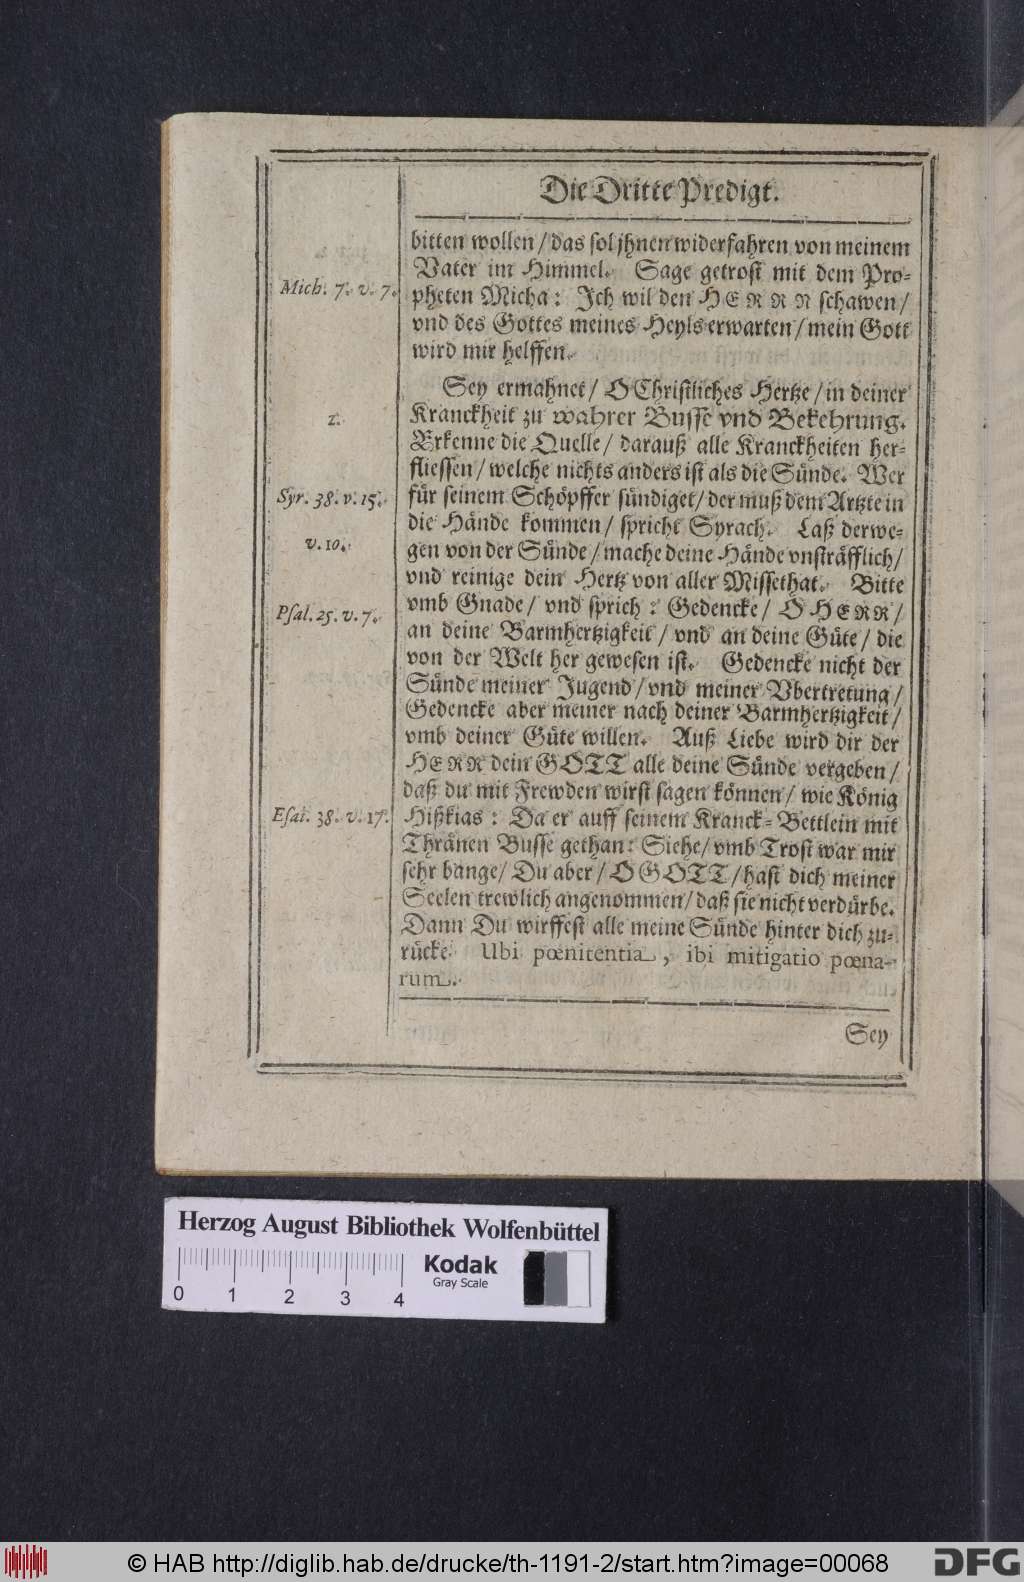 Die Dritte Predigt.
bitten wollen / das sol jhnen widerfahren von meinem
Vater im Himmel. Sage getrost mit dem Pro-
Mich. 7. v. 7. pheten Micha: Ich wil den HERRN schawen /
vnd des Gottes meines Heyls erwarten / mein Gott
wird mir helffen.
Sey ermahnet / O Christliches Hertze / in deiner
2. Kranckheit zu wahrer Busse vnd Bekehrung.
Erkenne die Quelle / darauß alle Kranckheiten her-
fliessen / welche nichts anders ist als die Sünde. Wer
Syr. 38. v. 15. für seinem Schöpffer sündiget / der muß dem Artzte in
die Hände kommen / spricht Syrach. Laß derwe-
v. 10. gen von der Sünde / mache deine Hände vnsträfflich /
vnd reinige dein Hertz von aller Missethat. Bitte
Psal. 25. v. 7. vmb Gnade / vnd sprich: Gedencke / O HERR /
an deine Barmhertzigkeit / vnd an deine Güte / die
von der Welt her gewesen ist. Gedencke nicht der
Sünde meiner Jugend / vnd meiner Vbertretung /
Gedencke aber meiner nach deiner Barmhertzigkeit /
vmb deiner Güte willen. Auß Liebe wird dir der
HERR dein GOTT alle deine Sünde vergeben /
daß du mit Frewden wirst sagen können / wie König
Esai. 38. v. 17. Hißkias: Da er auff seinem Kranck-Bettlein mit
Thränen Busse gethan: Siehe / vmb Trost war mir
sehr bange / Du aber / O GOTT / hast dich meiner
Seelen trewlich angenommen / daß sie nicht verdürbe.
Dann Du wirffest alle meine Sünde hinter dich zu-
rücke. Ubi pœnitentia, ibi mitigatio pœna-
rum.
Sey
Herzog August Bibliothek Wolfenbüttel
Kodak
Gray Scale
0 1 2 3 4
© HAB http://diglib.hab.de/drucke/th-1191-2/start.htm?image=00068
DFG